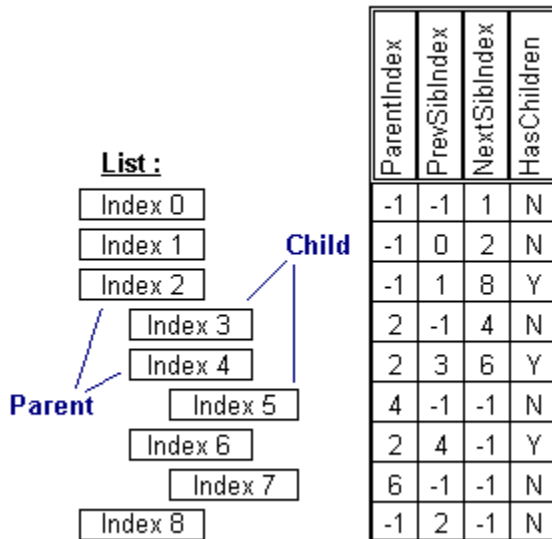 ParentIndex PrevSibIndex NextSibIndex HasChildren
List :
Index 0 -1 -1 1 N
Index 1 Child -1 0 2 N
Index 2 -1 1 8 Y
Index 3 2 -1 4 N
Index 4 2 3 6 Y
Parent Index 5 4 -1 -1 N
Index 6 2 4 -1 Y
Index 7 6 -1 -1 N
Index 8 -1 2 -1 N